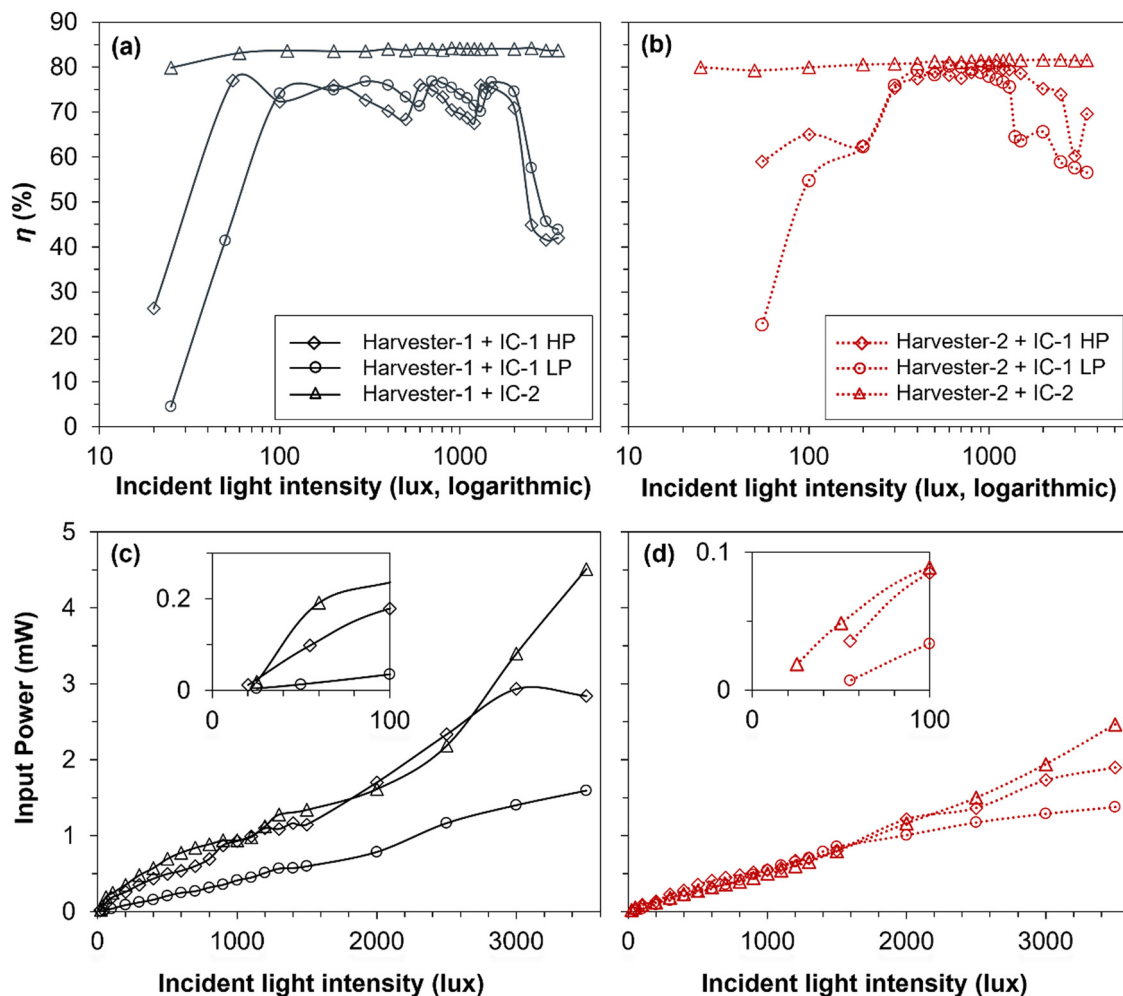 (a)
90
80
70
60
50
40
30
20
10
0
η (%)
Harvester-1 + IC-1 HP
Harvester-1 + IC-1 LP
Harvester-1 + IC-2
10
100
1000
Incident light intensity (lux, logarithmic)
(b)
Harvester-2 + IC-1 HP
Harvester-2 + IC-1 LP
Harvester-2 + IC-2
10
100
1000
Incident light intensity (lux, logarithmic)
(c)
5
4
3
2
1
0
Input Power (mW)
0.2
0
0
100
0
1000
2000
3000
Incident light intensity (lux)
(d)
0.1
0
0
100
0
1000
2000
3000
Incident light intensity (lux)